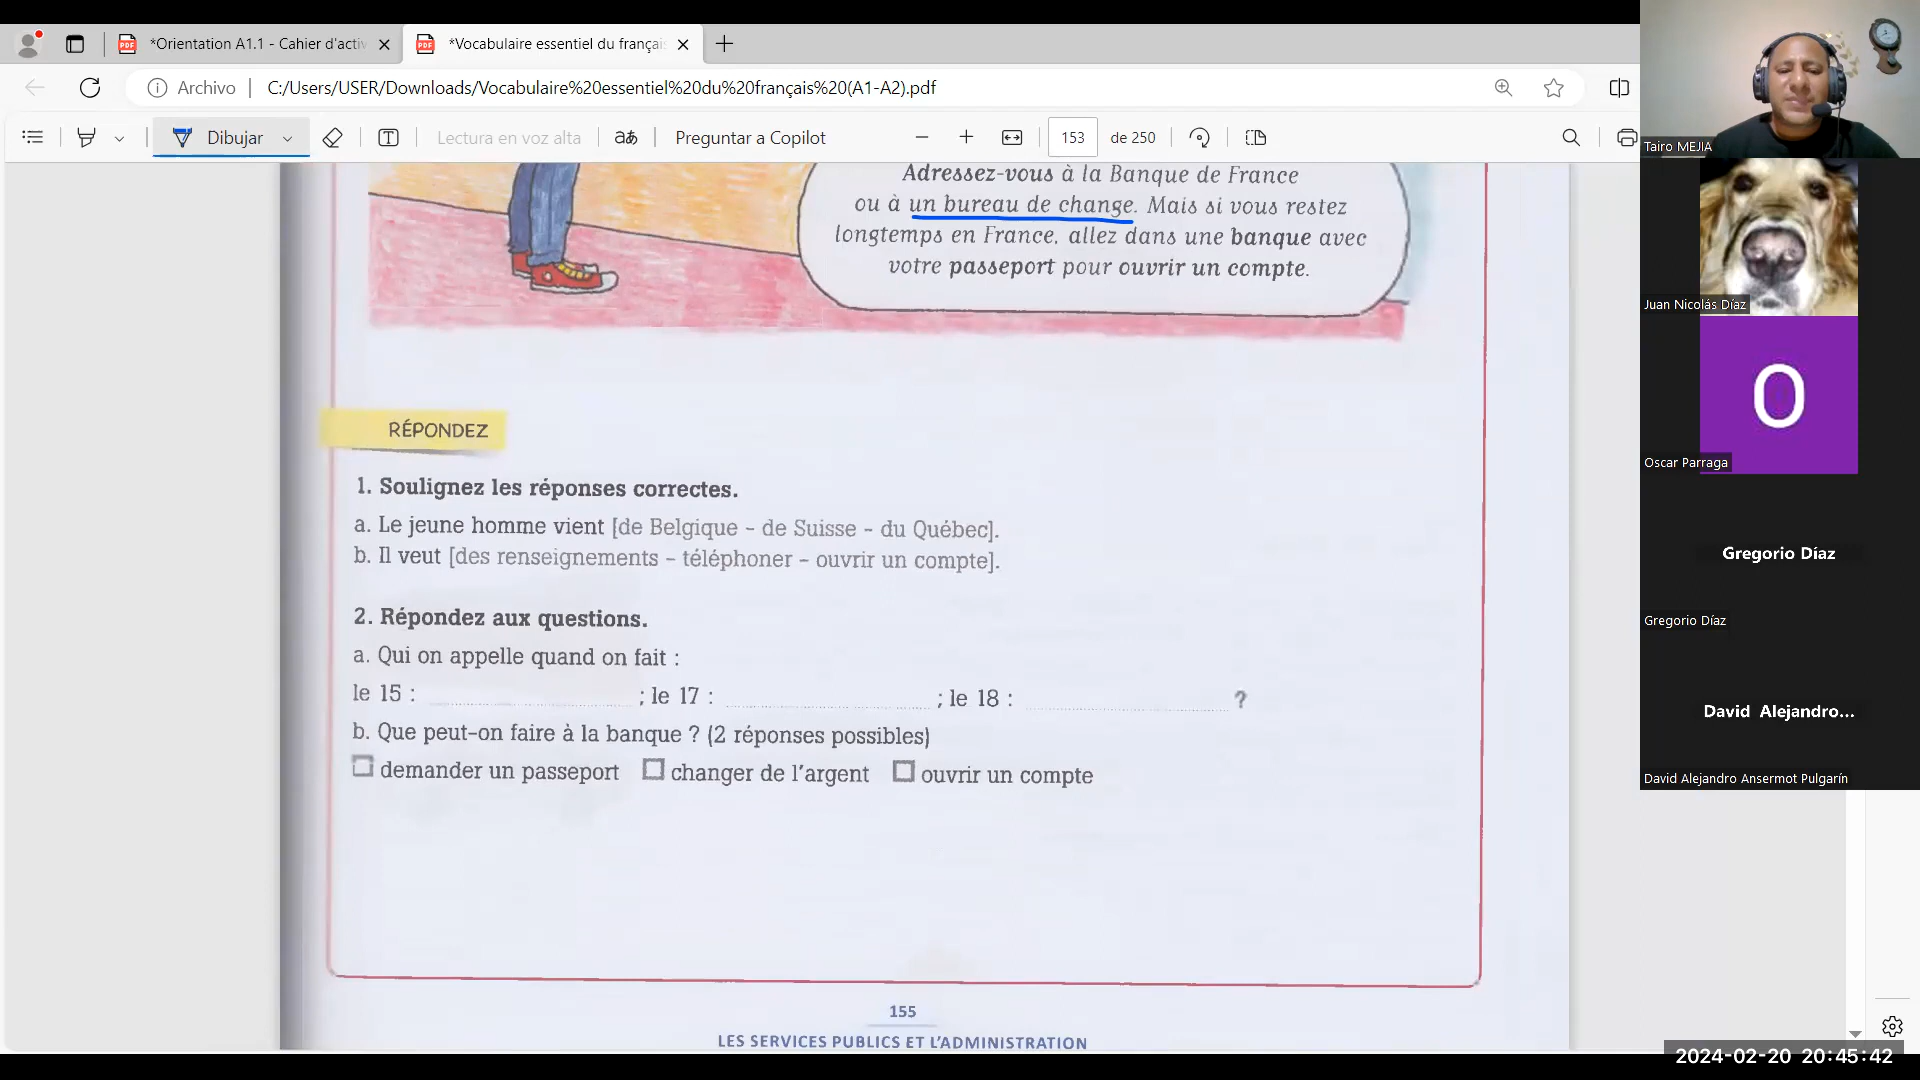 *Orientation A1.1 - Cahier d'activ
*Vocabulaire essentiel du françai
Archivo
C:/Users/USER/Downloads/Vocabulaire%20essentiel%20du%20français%20(A1-A2).pdf
Dibujar
Lectura en voz alta
aあ
Preguntar a Copilot
153
de 250
Adressez-vous à la Banque de France
ou à un bureau de change. Mais si vous restez
longtemps en France, allez dans une banque avec
votre passeport pour ouvrir un compte.
RÉPONDEZ
1. Soulignez les réponses correctes.
a. Le jeune homme vient [de Belgique – de Suisse – du Québec].
b. Il veut [des renseignements – téléphoner – ouvrir un compte].
2. Répondez aux questions.
a. Qui on appelle quand on fait :
le 15 : ; le 17 : ; le 18 : ?
b. Que peut-on faire à la banque ? (2 réponses possibles)
demander un passeport changer de l'argent ouvrir un compte
155
LES SERVICES PUBLICS ET L'ADMINISTRATION
Tairo MEJIA
Juan Nicolás Díaz
O
Oscar Parraga
Gregorio Díaz
Gregorio Díaz
David Alejandro...
David Alejandro Ansermot Pulgarín
2024-02-20 20:45:42